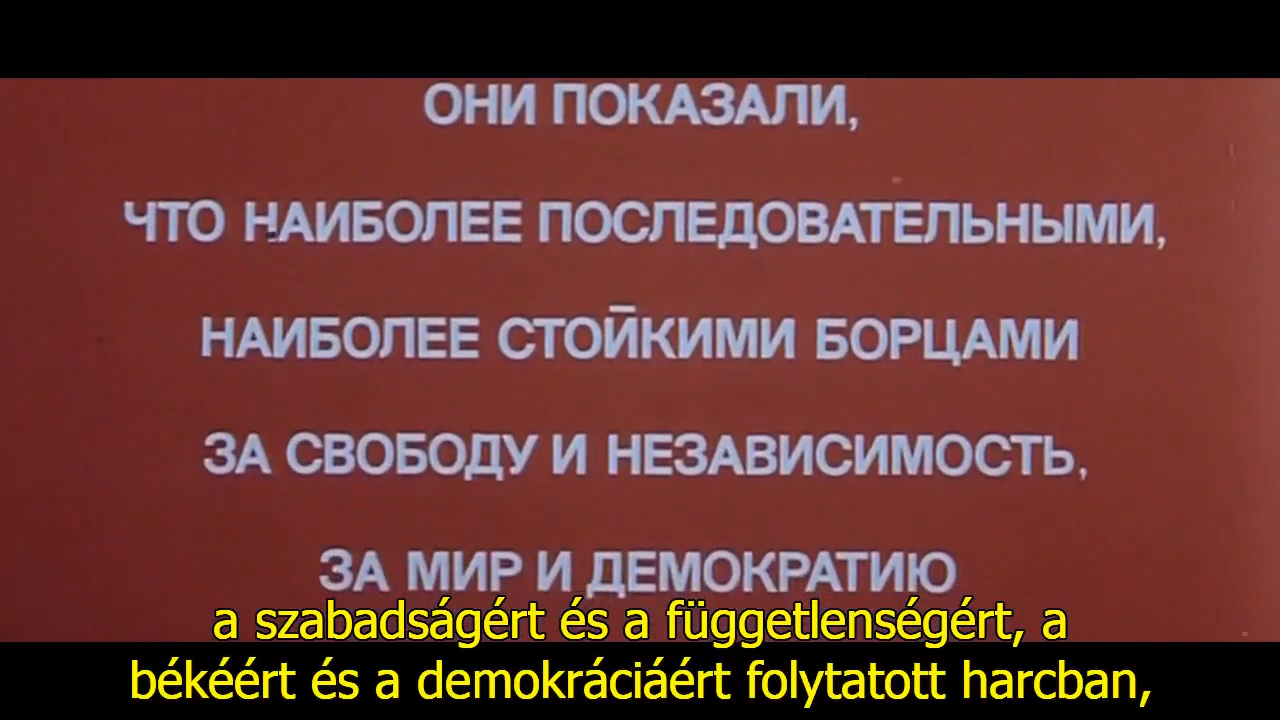 ОНИ ПОКАЗАЛИ,
ЧТО НАИБОЛЕЕ ПОСЛЕДОВАТЕЛЬНЫМИ,
НАИБОЛЕЕ СТОЙКИМИ БОРЦАМИ
ЗА СВОБОДУ И НЕЗАВИСИМОСТЬ,
ЗА МИР И ДЕМОКРАТИЮ
a szabadságért és a függetlenségért, a
békéért és a demokráciáért folytatott harcban,